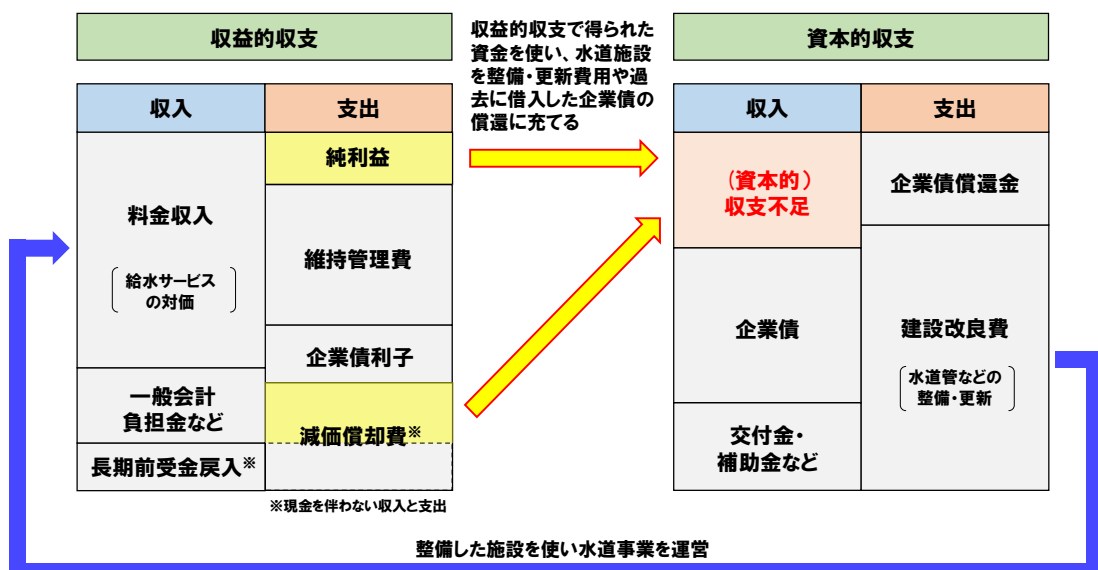 収益的収支
収入
支出
料金収入
給水サービス
の対価
一般会計
負担金など
長期前受金戻入※
純利益
維持管理費
企業債利子
減価償却費※
※現金を伴わない収入と支出
収益的収支で得られた
資金を使い、水道施設
を整備・更新費用や過
去に借入した企業債の
償還に充てる
資本的収支
収入
支出
(資本的)
収支不足
企業債
交付金・
補助金など
企業債償還金
建設改良費
水道管などの
整備・更新
整備した施設を使い水道事業を運営